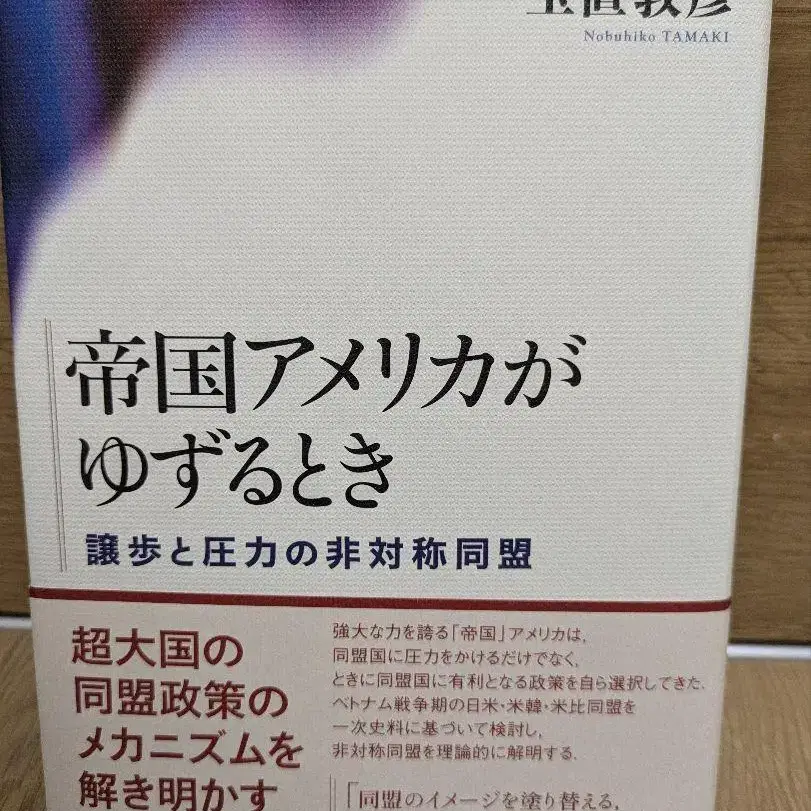 玉置敦彦
Nobuhiko TAMAKI
帝国アメリカが
ゆずるとき
譲歩と圧力の非対称同盟
超大国の
同盟政策の
メカニズムを
解き明かす
強大な力を誇る「帝国」アメリカは,
同盟国に圧力をかけるだけでなく,
ときに同盟国に有利となる政策を自ら選択してきた.
ベトナム戦争期の日米・米韓・米比同盟を
一次史料に基づいて検討し,
非対称同盟を理論的に解明する.
「同盟のイメージを塗り替える,